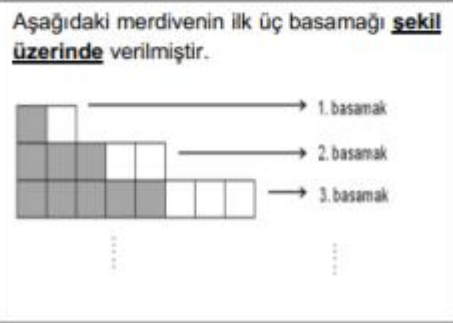 Aşağıdaki merdivenin ilk üç basamağı şekil
üzerinde verilmiştir.
1. basamak
2. basamak
3. basamak